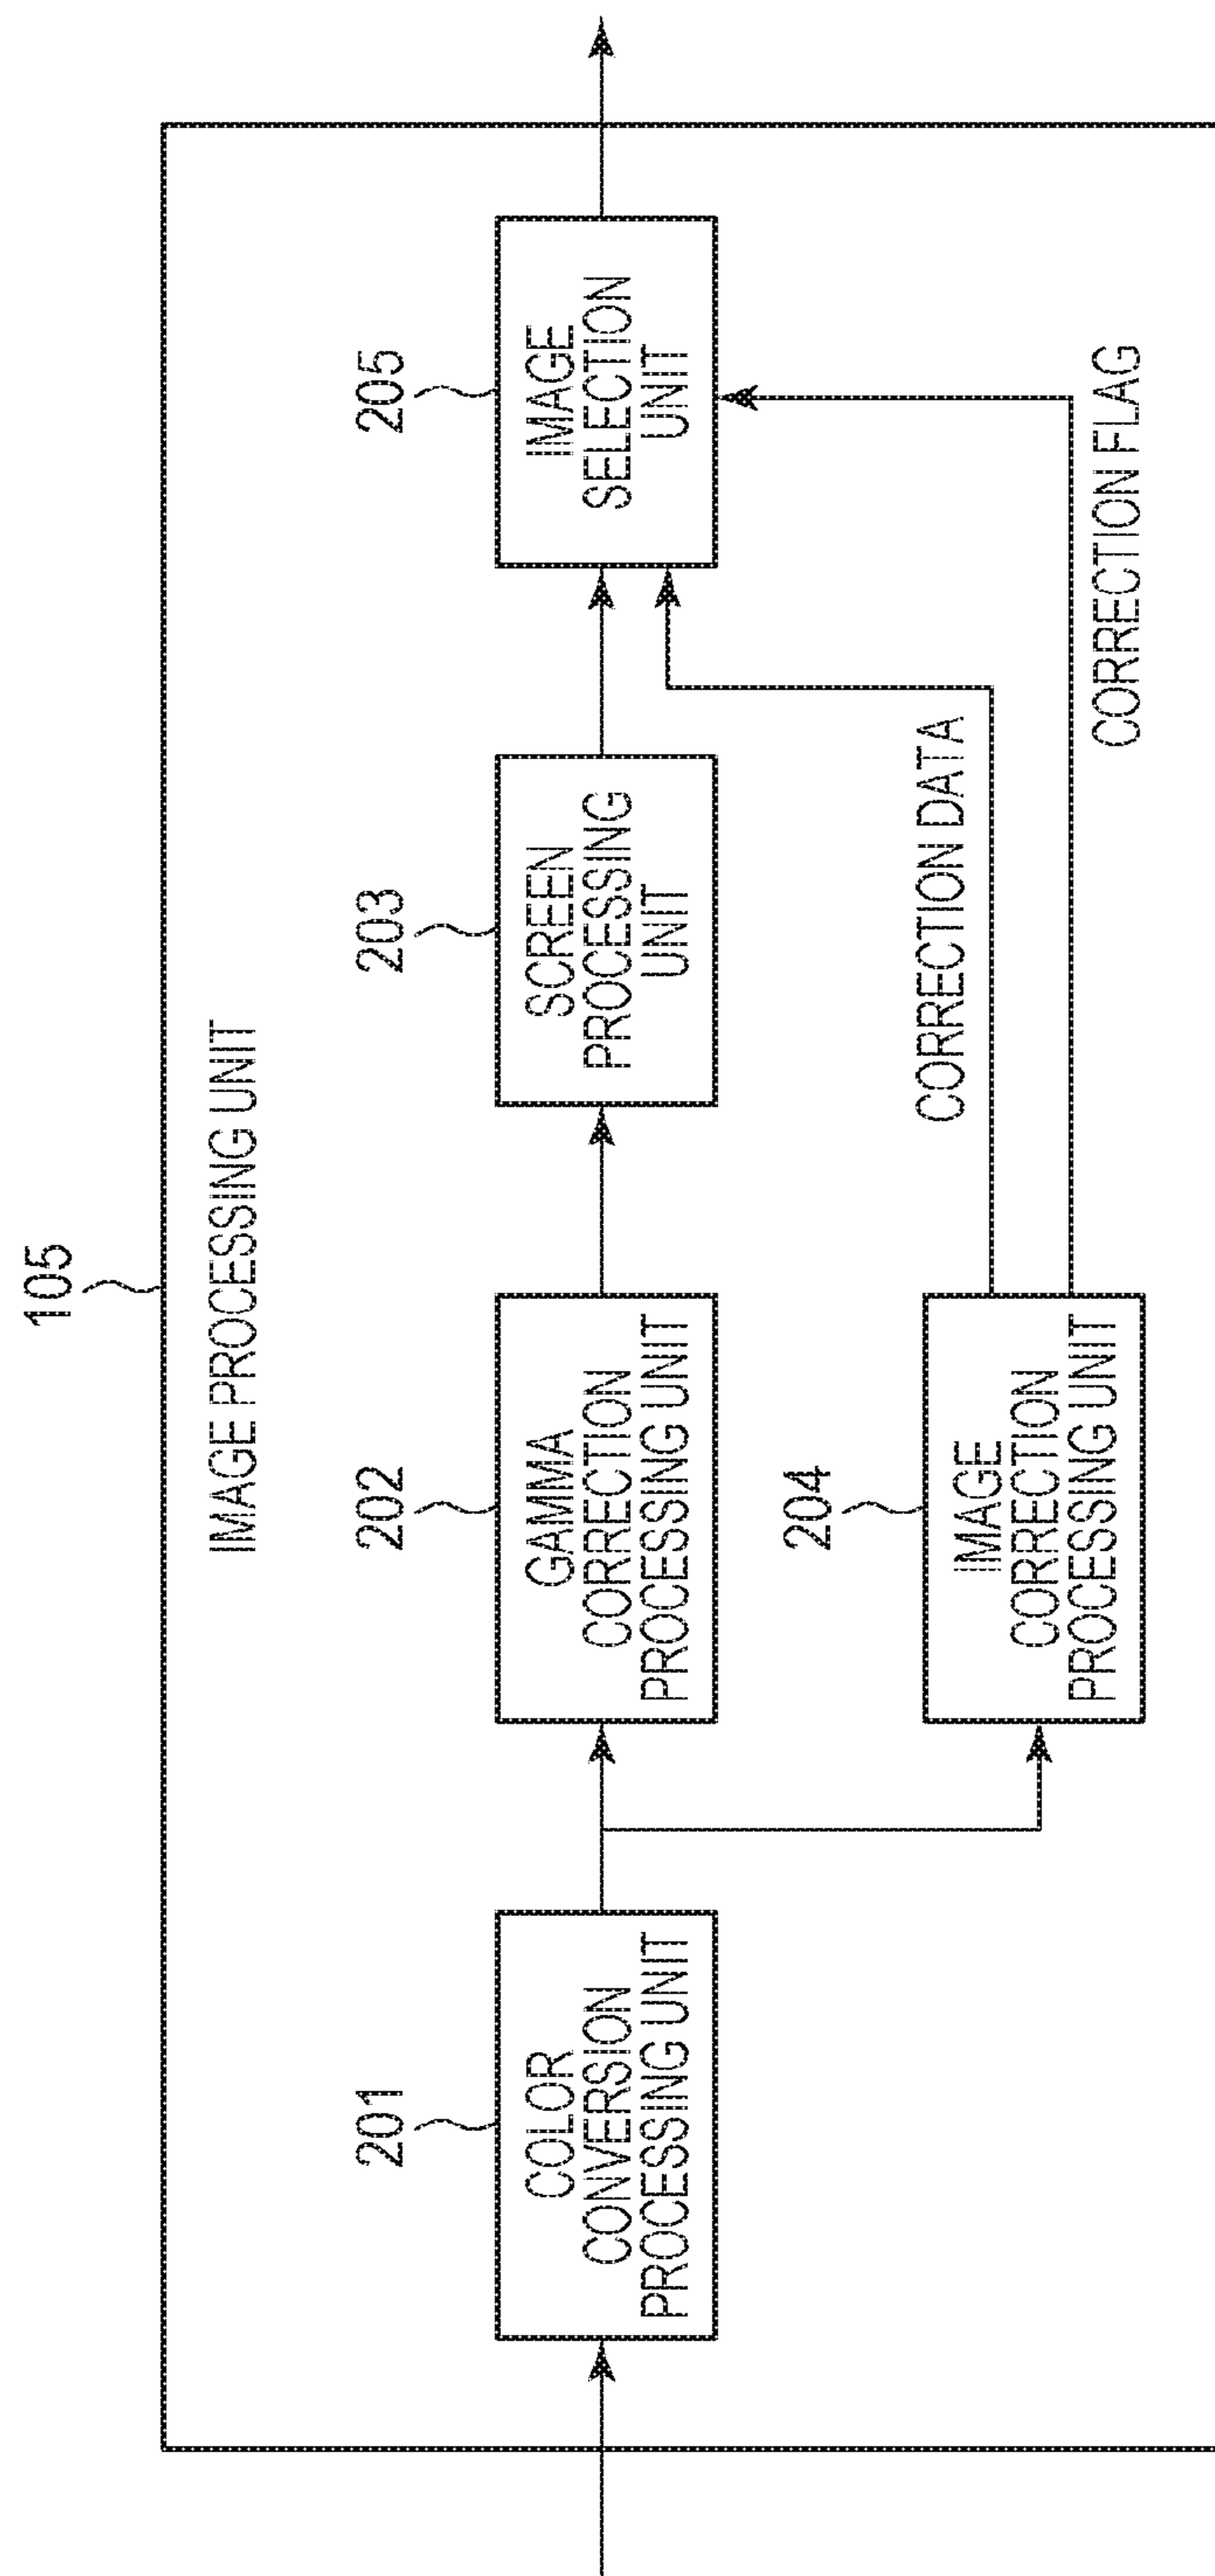 105
IMAGE PROCESSING UNIT
201
COLOR
CONVERSION
PROCESSING UNIT
202
GAMMA
CORRECTION
PROCESSING UNIT
203
SCREEN
PROCESSING
UNIT
205
IMAGE
SELECTION
UNIT
204
IMAGE
CORRECTION
PROCESSING UNIT
CORRECTION DATA
CORRECTION FLAG